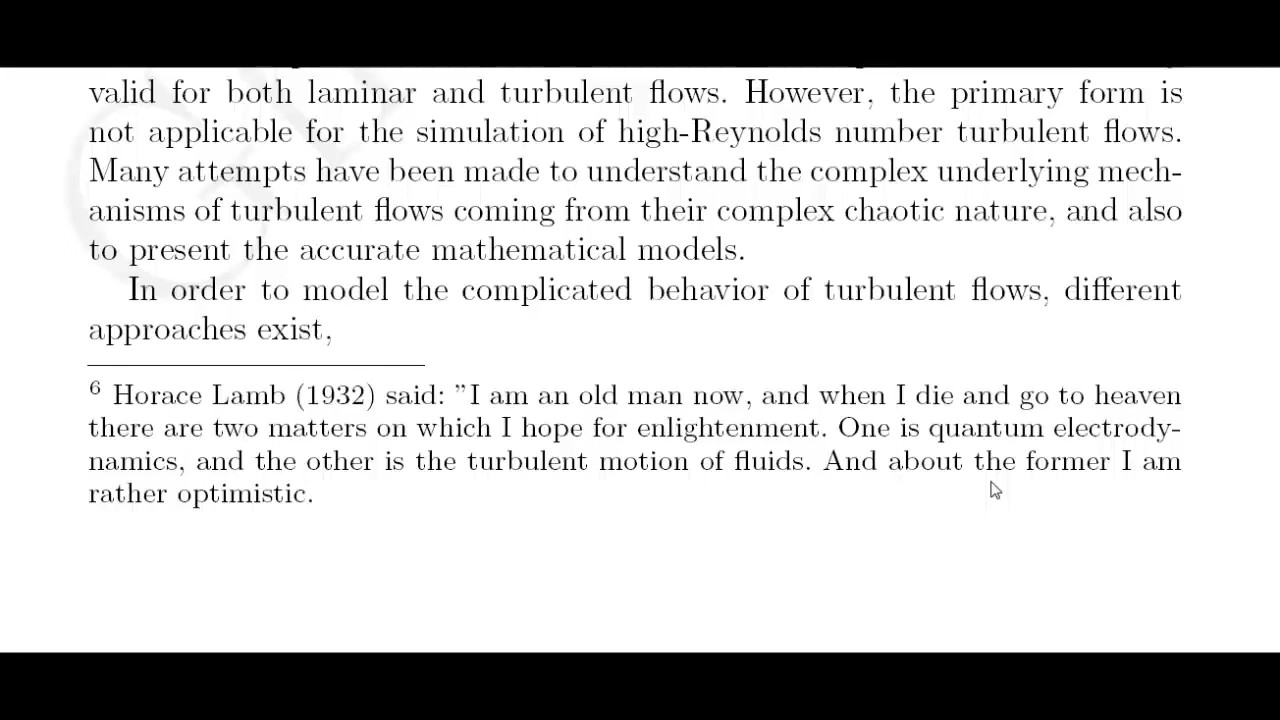 valid for both laminar and turbulent flows. However, the primary form is
not applicable for the simulation of high-Reynolds number turbulent flows.
Many attempts have been made to understand the complex underlying mech-
anisms of turbulent flows coming from their complex chaotic nature, and also
to present the accurate mathematical models.
In order to model the complicated behavior of turbulent flows, different
approaches exist,
6 Horace Lamb (1932) said: "I am an old man now, and when I die and go to heaven
there are two matters on which I hope for enlightenment. One is quantum electrody-
namics, and the other is the turbulent motion of fluids. And about the former I am
rather optimistic.